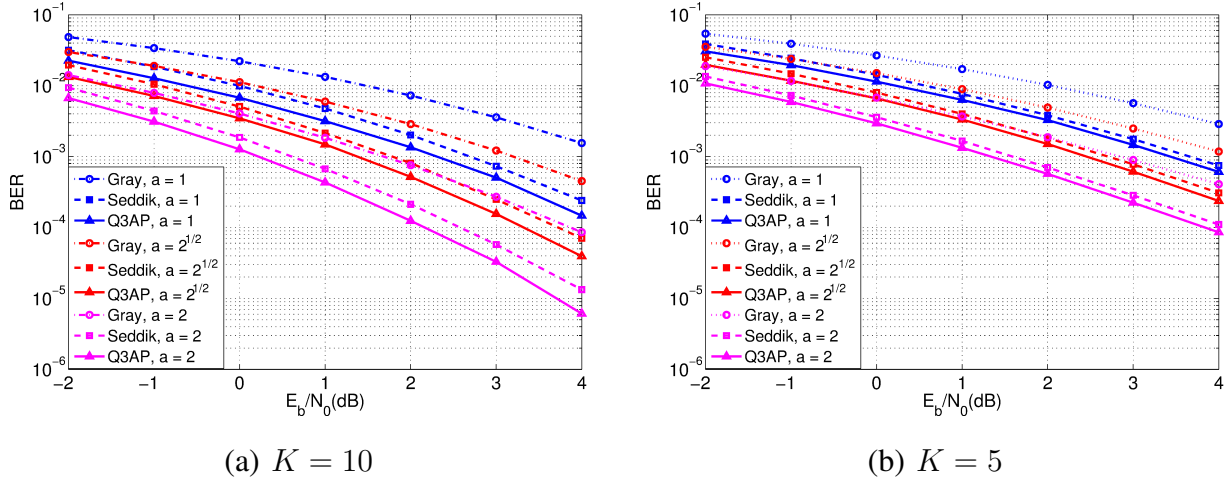 10^-1
10^-2
10^-3
10^-4
10^-5
10^-6
BER
Gray, a = 1
Seddik, a = 1
Q3AP, a = 1
Gray, a = 2^1/2
Seddik, a = 2^1/2
Q3AP, a = 2^1/2
Gray, a = 2
Seddik, a = 2
Q3AP, a = 2
−2 −1 0 1 2 3 4
E_b/N_0(dB)
(a) K = 10
10^-1
10^-2
10^-3
10^-4
10^-5
10^-6
BER
Gray, a = 1
Seddik, a = 1
Q3AP, a = 1
Gray, a = 2^1/2
Seddik, a = 2^1/2
Q3AP, a = 2^1/2
Gray, a = 2
Seddik, a = 2
Q3AP, a = 2
−2 −1 0 1 2 3 4
E_b/N_0(dB)
(b) K = 5